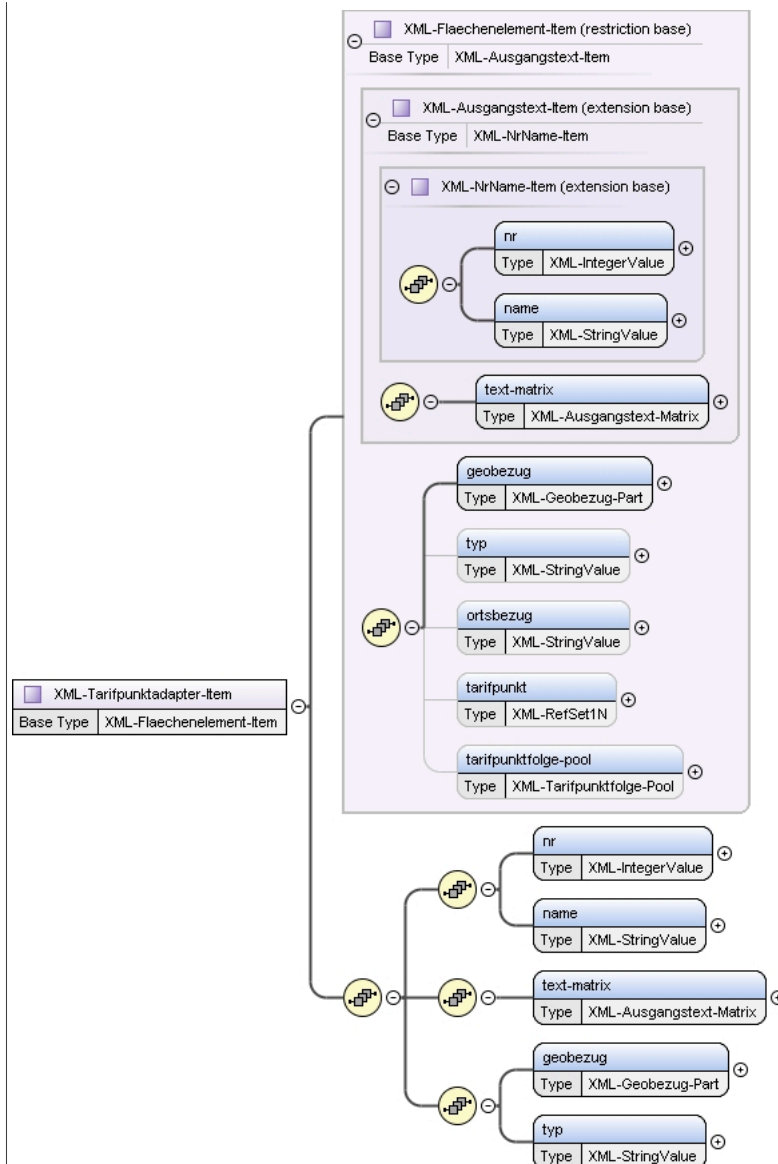 XML-Flaechenelement-Item (restriction base)
Base Type XML-Ausgangstext-Item
XML-Ausgangstext-Item (extension base)
Base Type XML-NrName-Item
XML-NrName-Item (extension base)
nr
Type XML-IntegerValue
name
Type XML-StringValue
text-matrix
Type XML-Ausgangstext-Matrix
geobezug
Type XML-Geobezug-Part
typ
Type XML-StringValue
ortsbezug
Type XML-StringValue
tarifpunkt
Type XML-RefSet1N
tarifpunktfolge-pool
Type XML-Tarifpunktfolge-Pool
XML-Tarifpunktadapter-Item
Base Type XML-Flaechenelement-Item
nr
Type XML-IntegerValue
name
Type XML-StringValue
text-matrix
Type XML-Ausgangstext-Matrix
geobezug
Type XML-Geobezug-Part
typ
Type XML-StringValue